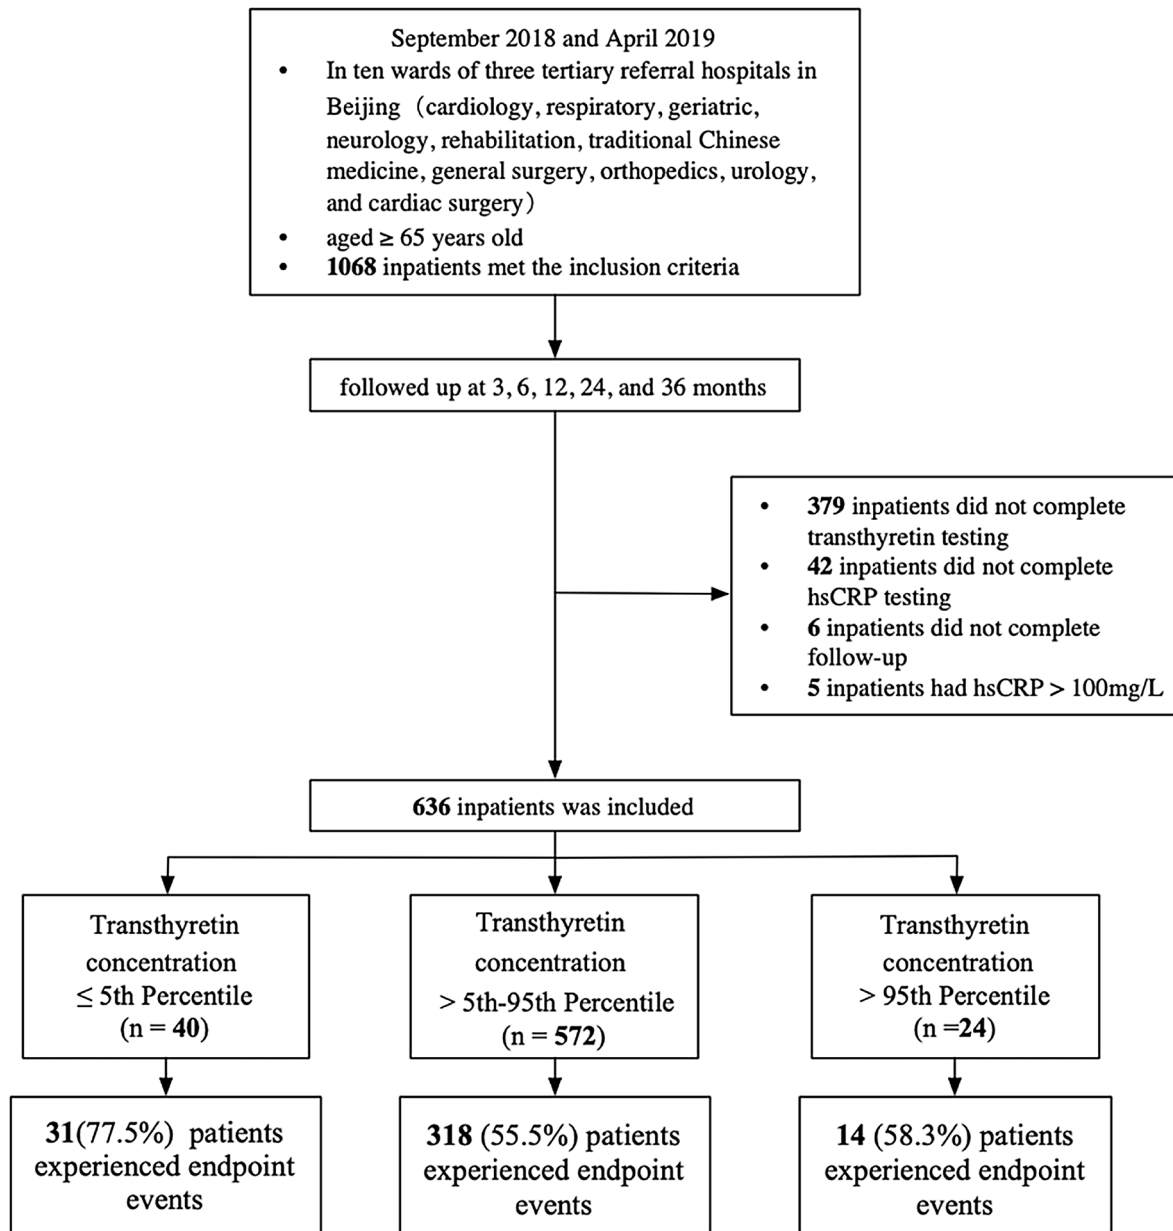 September 2018 and April 2019
• In ten wards of three tertiary referral hospitals in
Beijing（cardiology, respiratory, geriatric,
neurology, rehabilitation, traditional Chinese
medicine, general surgery, orthopedics, urology,
and cardiac surgery）
• aged ≥ 65 years old
• 1068 inpatients met the inclusion criteria
followed up at 3, 6, 12, 24, and 36 months
• 379 inpatients did not complete
transthyretin testing
• 42 inpatients did not complete
hsCRP testing
• 6 inpatients did not complete
follow-up
• 5 inpatients had hsCRP > 100mg/L
636 inpatients was included
Transthyretin
concentration
≤ 5th Percentile
(n = 40)
Transthyretin
concentration
> 5th-95th Percentile
(n = 572)
Transthyretin
concentration
> 95th Percentile
(n =24)
31(77.5%) patients
experienced endpoint
events
318 (55.5%) patients
experienced endpoint
events
14 (58.3%) patients
experienced endpoint
events